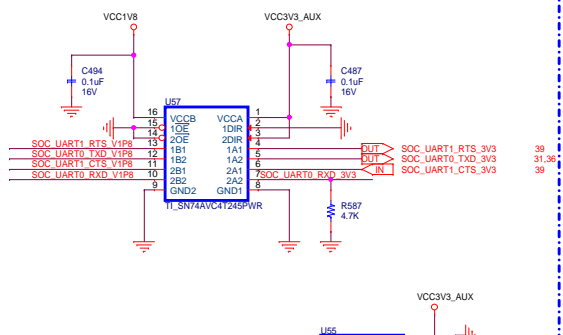 VCC1V8
VCC3V3_AUX
C494
0.1uF
16V
C487
0.1uF
16V
U57
16 VCCB VCCA 1
15 1OE 1DIR 2
14 2OE 2DIR 3
SOC_UART1_RTS_V1P8 13 1B1 1A1 4 OUT SOC_UART1_RTS_3V3 39
SOC_UART0_TXD_V1P8 12 1B2 1A2 5 OUT SOC_UART0_TXD_3V3 31,36
SOC_UART1_CTS_V1P8 11 2B1 2A1 6 IN SOC_UART1_CTS_3V3 39
SOC_UART0_RXD_V1P8 10 2B2 2A2 7 SOC_UART0_RXD_3V3
9 GND2 GND1 8
TI_SN74AVC4T245PWR
R587
4.7K
VCC3V3_AUX
U55